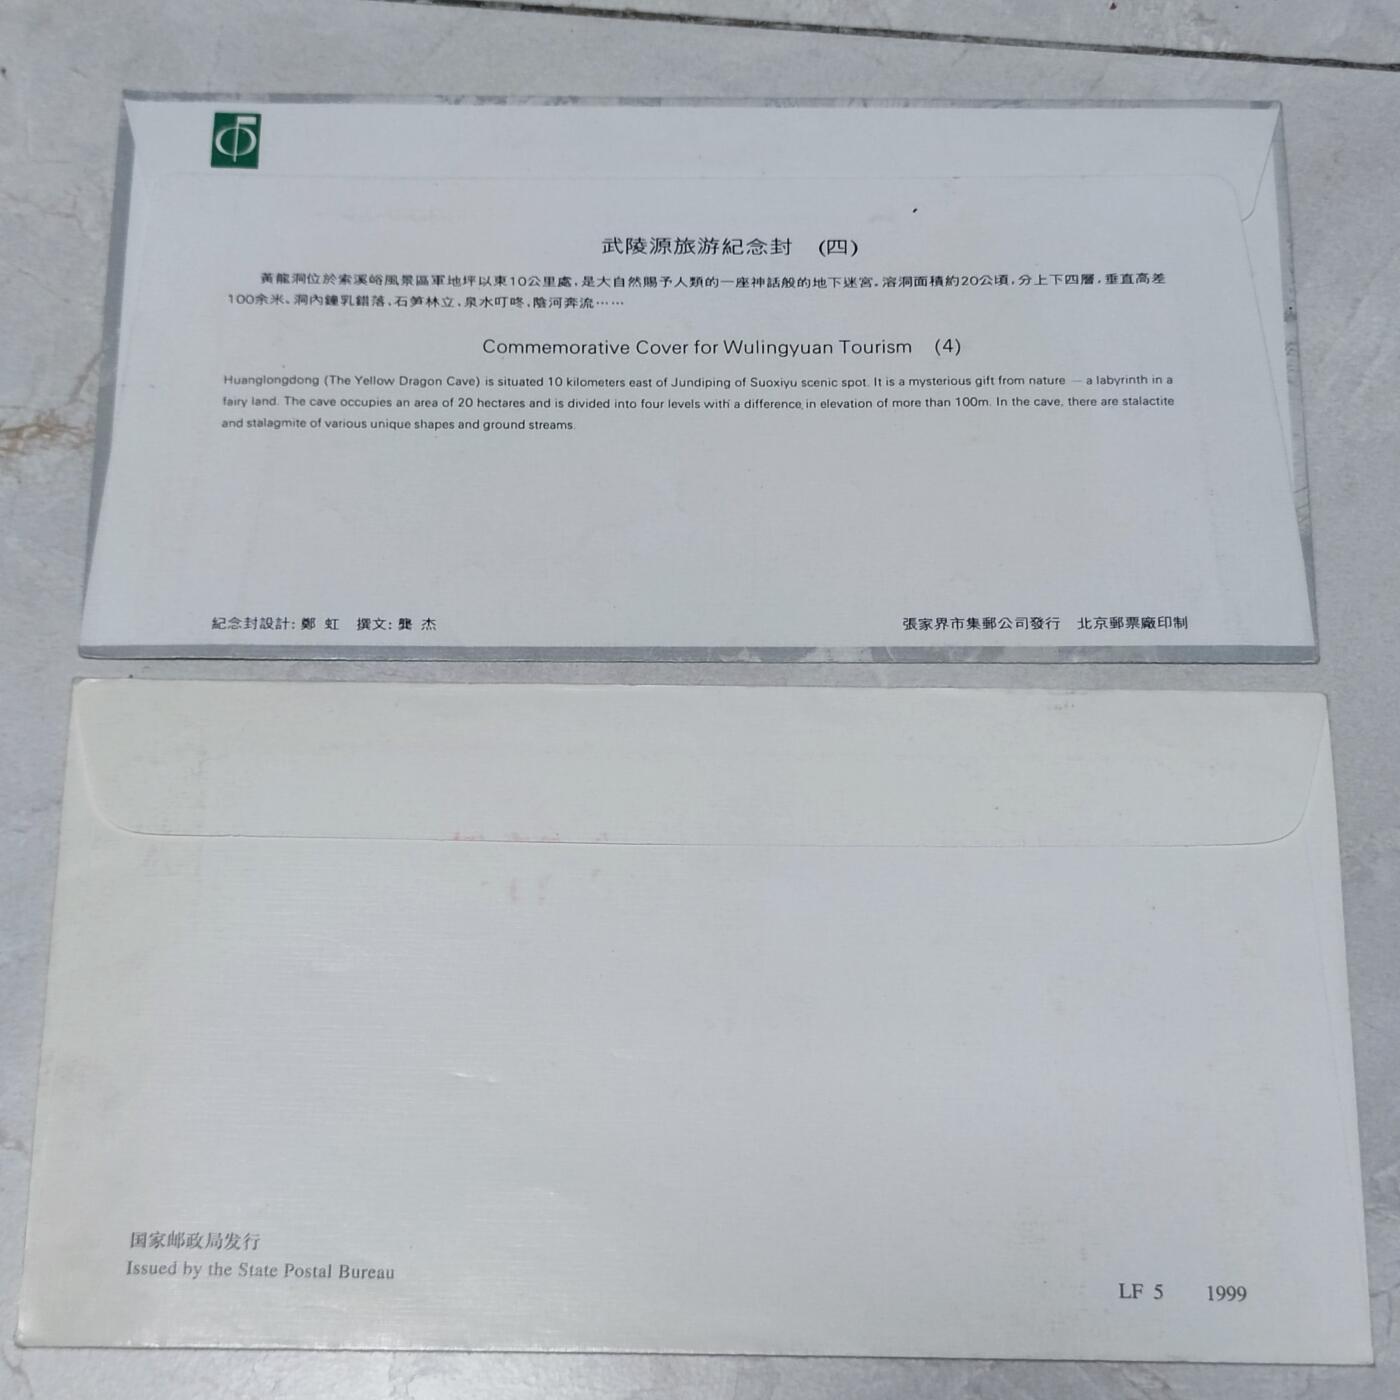 武陵源旅游紀念封 (四)
黃龍洞位於索溪峪風景區軍地坪以東10公里處，是大自然賜予人類的一座神話般的地下迷宮。溶洞面積約20公頃，分上下四層，垂直高差
100余米、洞內鐘乳錯落、石笋林立、泉水叮咚、陰河奔流……
Commemorative Cover for Wulingyuan Tourism (4)
Huanglongdong (The Yellow Dragon Cave) is situated 10 kilometers east of Jundiping of Suoxiyu scenic spot. It is a mysterious gift from nature — a labyrinth in a
fairy land. The cave occupies an area of 20 hectares and is divided into four levels with a difference in elevation of more than 100m. In the cave, there are stalactite
and stalagmite of various unique shapes and ground streams.
紀念封設計: 鄭 虹 撰文: 龔 杰
張家界市集郵公司發行 北京郵票廠印制
国家邮政局发行
Issued by the State Postal Bureau
LF 5 1999